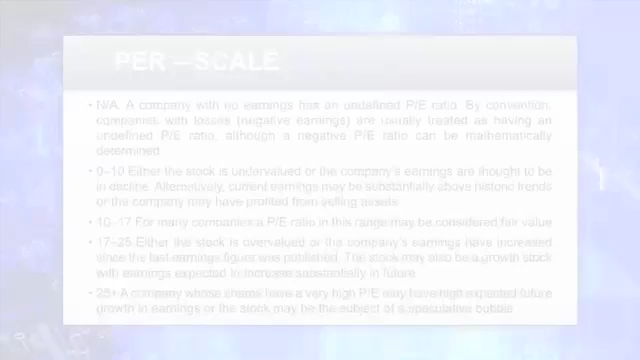 PER – SCALE
• N/A. A company with no earnings has an undefined P/E ratio. By convention,
companies with losses (negative earnings) are usually treated as having an
undefined P/E ratio, although a negative P/E ratio can be mathematically
determined.
• 0–10 Either the stock is undervalued or the company's earnings are thought to be
in decline. Alternatively, current earnings may be substantially above historic trends
or the company may have profited from selling assets.
• 10–17 For many companies a P/E ratio in this range may be considered fair value
• 17–25 Either the stock is overvalued or the company's earnings have increased
since the last earnings figure was published. The stock may also be a growth stock
with earnings expected to increase substantially in future.
• 25+ A company whose shares have a very high P/E may have high expected future
growth in earnings or the stock may be the subject of a speculative bubble.